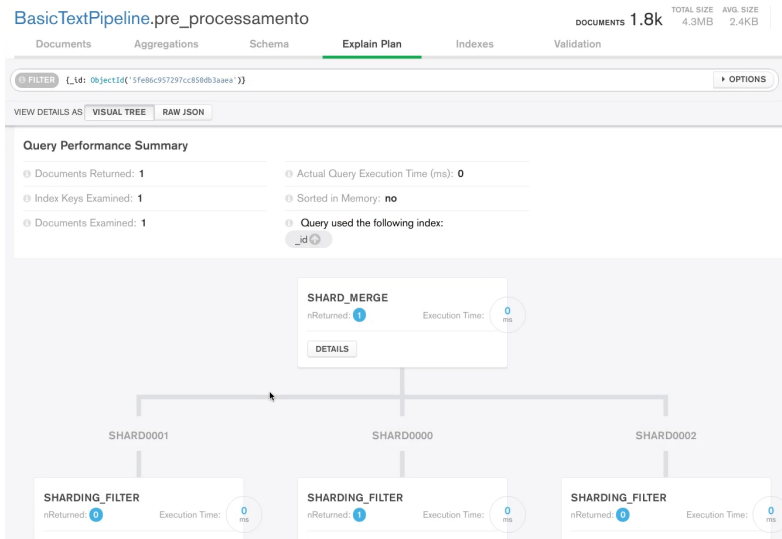 BasicTextPipeline.pre_processamento
DOCUMENTS 1.8k TOTAL SIZE 4.3MB AVG. SIZE 2.4KB
Documents Aggregations Schema Explain Plan Indexes Validation
FILTER {_id: ObjectId('5fe86c957297cc850db3aaea')} OPTIONS
VIEW DETAILS AS VISUAL TREE RAW JSON
Query Performance Summary
Documents Returned: 1 Actual Query Execution Time (ms): 0
Index Keys Examined: 1 Sorted in Memory: no
Documents Examined: 1 Query used the following index:
_id
SHARD_MERGE
nReturned: 1 Execution Time: 0 ms
DETAILS
SHARD0001 SHARD0000 SHARD0002
SHARDING_FILTER SHARDING_FILTER SHARDING_FILTER
nReturned: 0 Execution Time: 0 ms nReturned: 1 Execution Time: 0 ms nReturned: 0 Execution Time: 0 ms